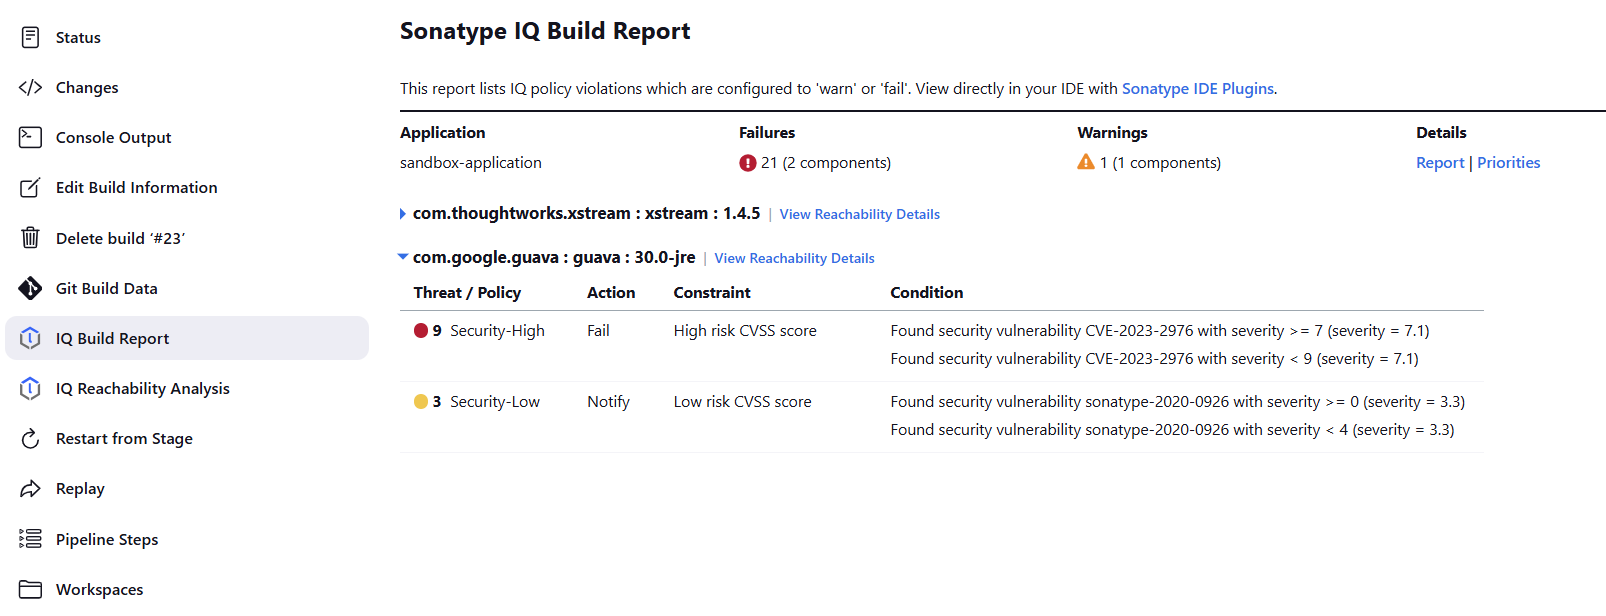 Status
Changes
Console Output
Edit Build Information
Delete build ‘#23’
Git Build Data
IQ Build Report
IQ Reachability Analysis
Restart from Stage
Replay
Pipeline Steps
Workspaces
Sonatype IQ Build Report
This report lists IQ policy violations which are configured to 'warn' or 'fail'. View directly in your IDE with Sonatype IDE Plugins.
Application Failures Warnings Details
sandbox-application 21 (2 components) 1 (1 components) Report | Priorities
com.thoughtworks.xstream : xstream : 1.4.5 | View Reachability Details
com.google.guava : guava : 30.0-jre | View Reachability Details
Threat / Policy Action Constraint Condition
9 Security-High Fail High risk CVSS score Found security vulnerability CVE-2023-2976 with severity >= 7 (severity = 7.1)
Found security vulnerability CVE-2023-2976 with severity < 9 (severity = 7.1)
3 Security-Low Notify Low risk CVSS score Found security vulnerability sonatype-2020-0926 with severity >= 0 (severity = 3.3)
Found security vulnerability sonatype-2020-0926 with severity < 4 (severity = 3.3)